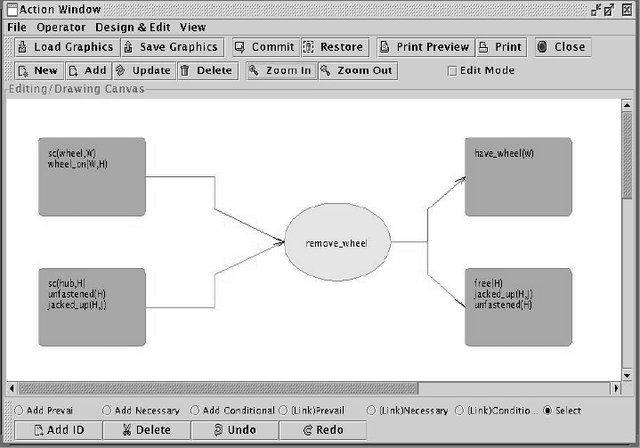 Action Window
File Operator Design & Edit View
Load Graphics Save Graphics Commit Restore Print Preview Print Close
New Add Update Delete Zoom In Zoom Out Edit Mode
Editing/Drawing Canvas
sc(wheel,W)
wheel_on(W,H)
have_wheel(W)
remove_wheel
sc(hub,H)
unfastened(H)
jacked_up(H,J)
free(H)
jacked_up(H,J)
unfastened(H)
Add Prevai Add Necessary Add Conditional (Link)Prevail (Link)Necessary (Link)Conditio... Select
Add ID Delete Undo Redo